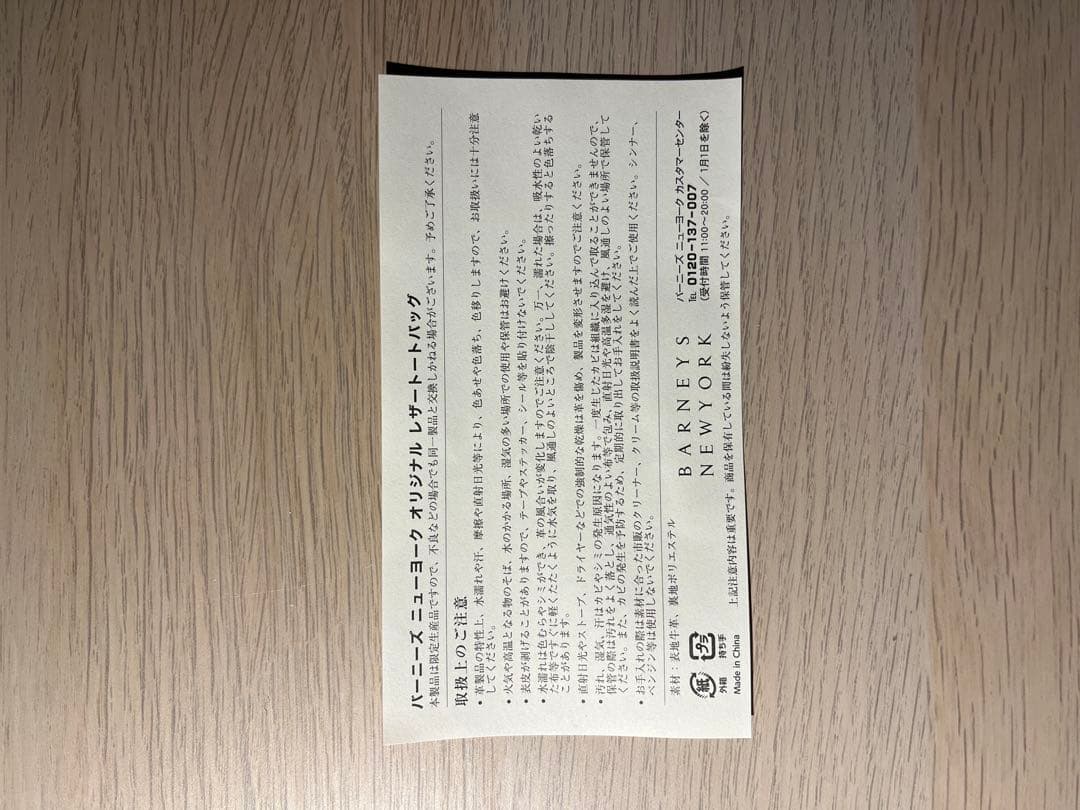 バーニーズ ニューヨーク オリジナル レザートートバッグ
本製品は限定生産品ですので、不良などの場合でも同一製品と交換しかねる場合がございます。予めご了承ください。
取扱上のご注意
• 革製品の特性上、水濡れや汗、摩擦や直射日光等により、色あせや色落ち、色移りしますので、お取扱いには十分注意
してください。
• 火気や高温となる物のそば、水のかかる場所、湿気の多い場所での使用や保管はお避けください。
• 表皮が剥げることがありますので、テープやステッカー、シール等を貼り付けないでください。
• 水濡れは色むらやシミができ、革の風合いが変化しますのでご注意ください。万一、濡れた場合は、吸水性のよい乾い
た布等ですぐに軽くたたくように水気を取り、風通しのよいところで陰干ししてください。擦ったりすると色落ちする
ことがあります。
• 直射日光やストーブ、ドライヤーなどでの強制的な乾燥は革を傷め、製品を変形させますのでご注意ください。
• 汚れ、湿気、汗はカビやシミの発生原因になります。一度生じたカビは組織に入り込んで取ることができませんので、
保管の際は汚れをよく落とし、通気性のよい布等で包み、直射日光や高温多湿を避け、風通しのよい場所で保管して
ください。また、カビの発生を予防するため、定期的に取り出してお手入れをしてください。
• お手入れの際は素材に合った市販のクリーナー、クリーム等の取扱説明書をよく読んだ上でご使用ください。シンナー、
ベンジン等は使用しないでください。
素材：表地牛革、裏地ポリエステル
紙 プラ
外箱 持ち手
Made in China
BARNEYS
NEWYORK
バーニーズ ニューヨーク カスタマーセンター
℡ 0120-137-007
（受付時間 11:00〜20:00 / 1月1日を除く）
上記注意内容は重要です。商品を保有している間は紛失しないよう保管してください。